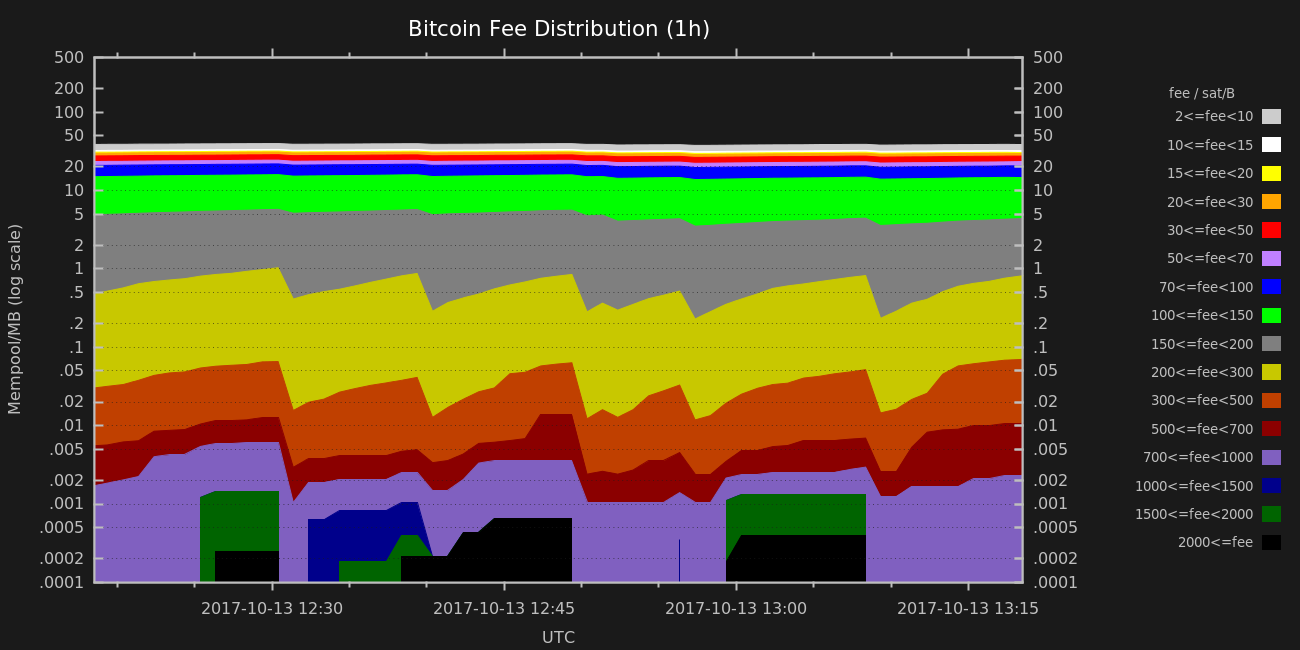 Bitcoin Fee Distribution (1h)
500 500
200 200
100 100
50 50
20 20
10 10
5 5
2 2
1 1
.5 .5
.2 .2
.1 .1
.05 .05
.02 .02
.01 .01
.005 .005
.002 .002
.001 .001
.0005 .0005
.0002 .0002
.0001 .0001
Mempool/MB (log scale)
2017-10-13 12:30 2017-10-13 12:45 2017-10-13 13:00 2017-10-13 13:15
UTC
fee / sat/B
2<=fee<10
10<=fee<15
15<=fee<20
20<=fee<30
30<=fee<50
50<=fee<70
70<=fee<100
100<=fee<150
150<=fee<200
200<=fee<300
300<=fee<500
500<=fee<700
700<=fee<1000
1000<=fee<1500
1500<=fee<2000
2000<=fee